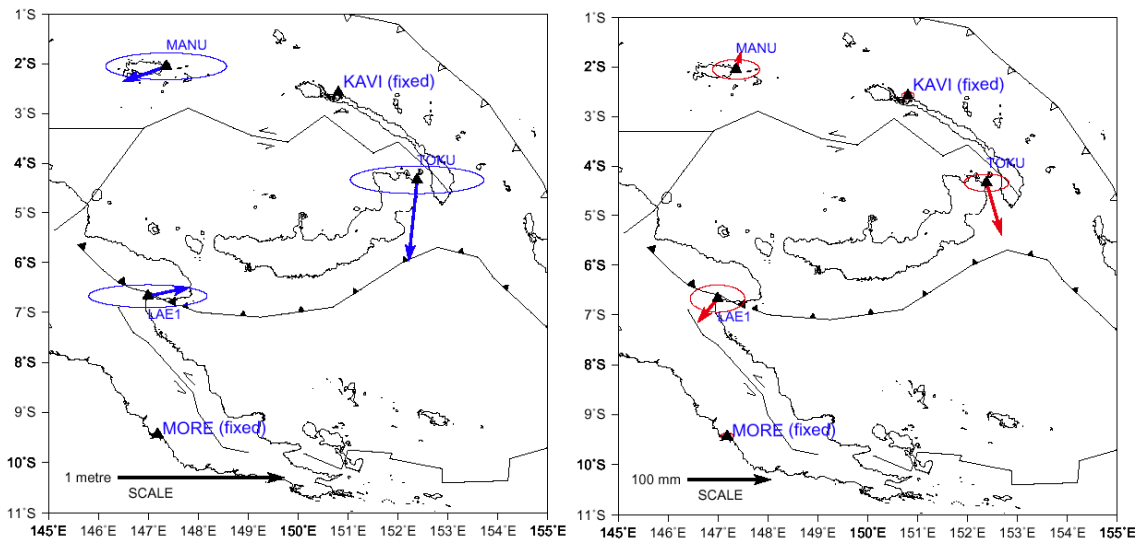 1°S
2°S
3°S
4°S
5°S
6°S
7°S
8°S
9°S
10°S
11°S
MANU
KAVI (fixed)
TOKU
LAE1
MORE (fixed)
1 metre
SCALE
145°E 146°E 147°E 148°E 150°E 151°E 152°E 153°E 154°E 155°E
1°S
2°S
3°S
4°S
5°S
6°S
7°S
8°S
9°S
10°S
11°S
MANU
KAVI (fixed)
TOKU
LAE1
MORE (fixed)
100 mm
SCALE
145°E 146°E 147°E 148°E 150°E 151°E 152°E 153°E 154°E 155°E